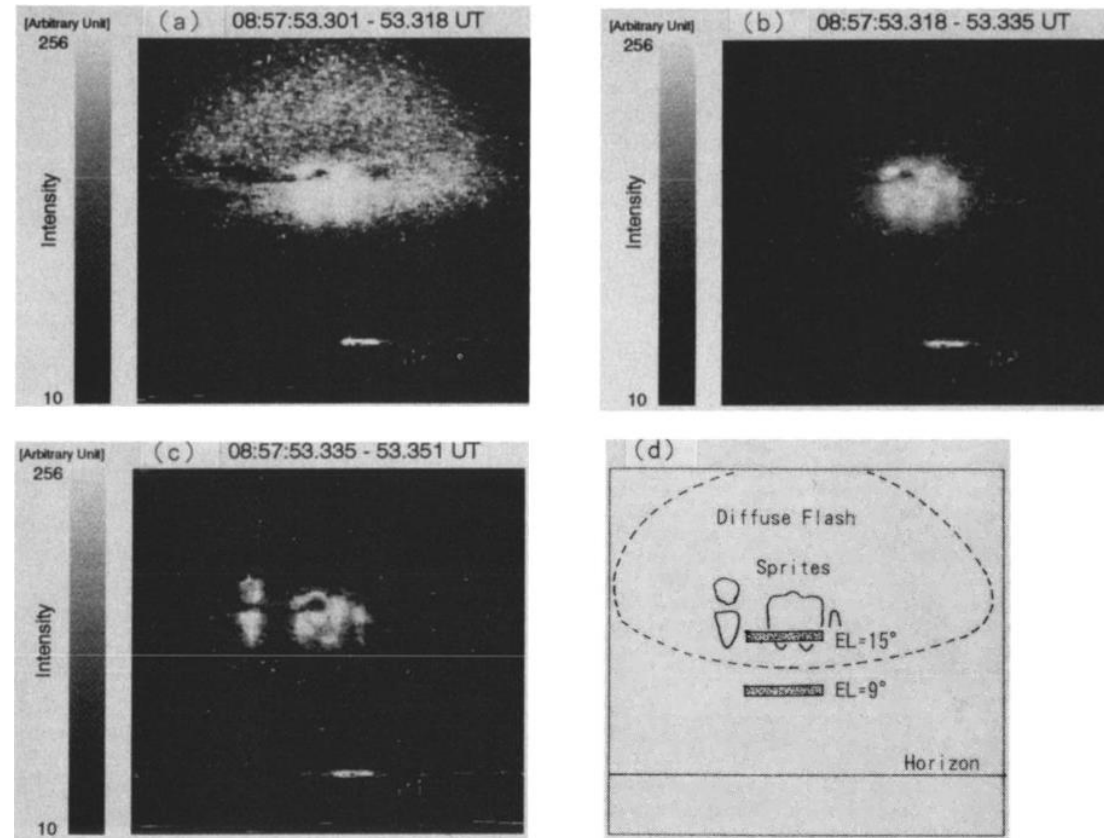 [Arbitrary Unit]
(a) 08:57:53.301 - 53.318 UT
256
Intensity
10
[Arbitrary Unit]
(b) 08:57:53.318 - 53.335 UT
256
Intensity
10
[Arbitrary Unit]
(c) 08:57:53.335 - 53.351 UT
256
Intensity
10
(d)
Diffuse Flash
Sprites
EL=15°
EL=9°
Horizon